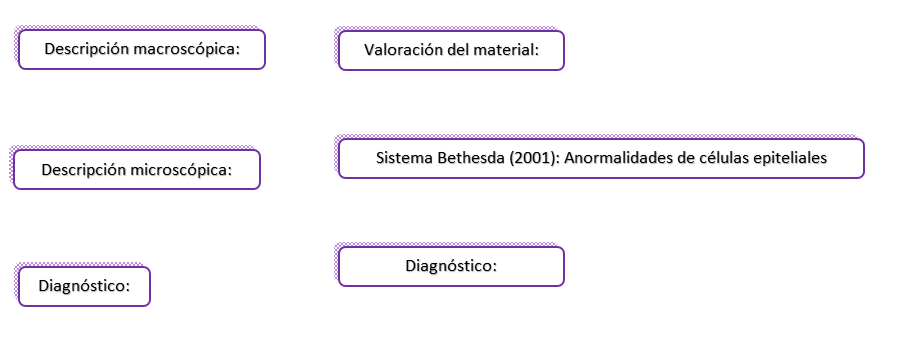 Descripción macroscópica:
Valoración del material:
Sistema Bethesda (2001): Anormalidades de células epiteliales
Descripción microscópica:
Diagnóstico:
Diagnóstico: